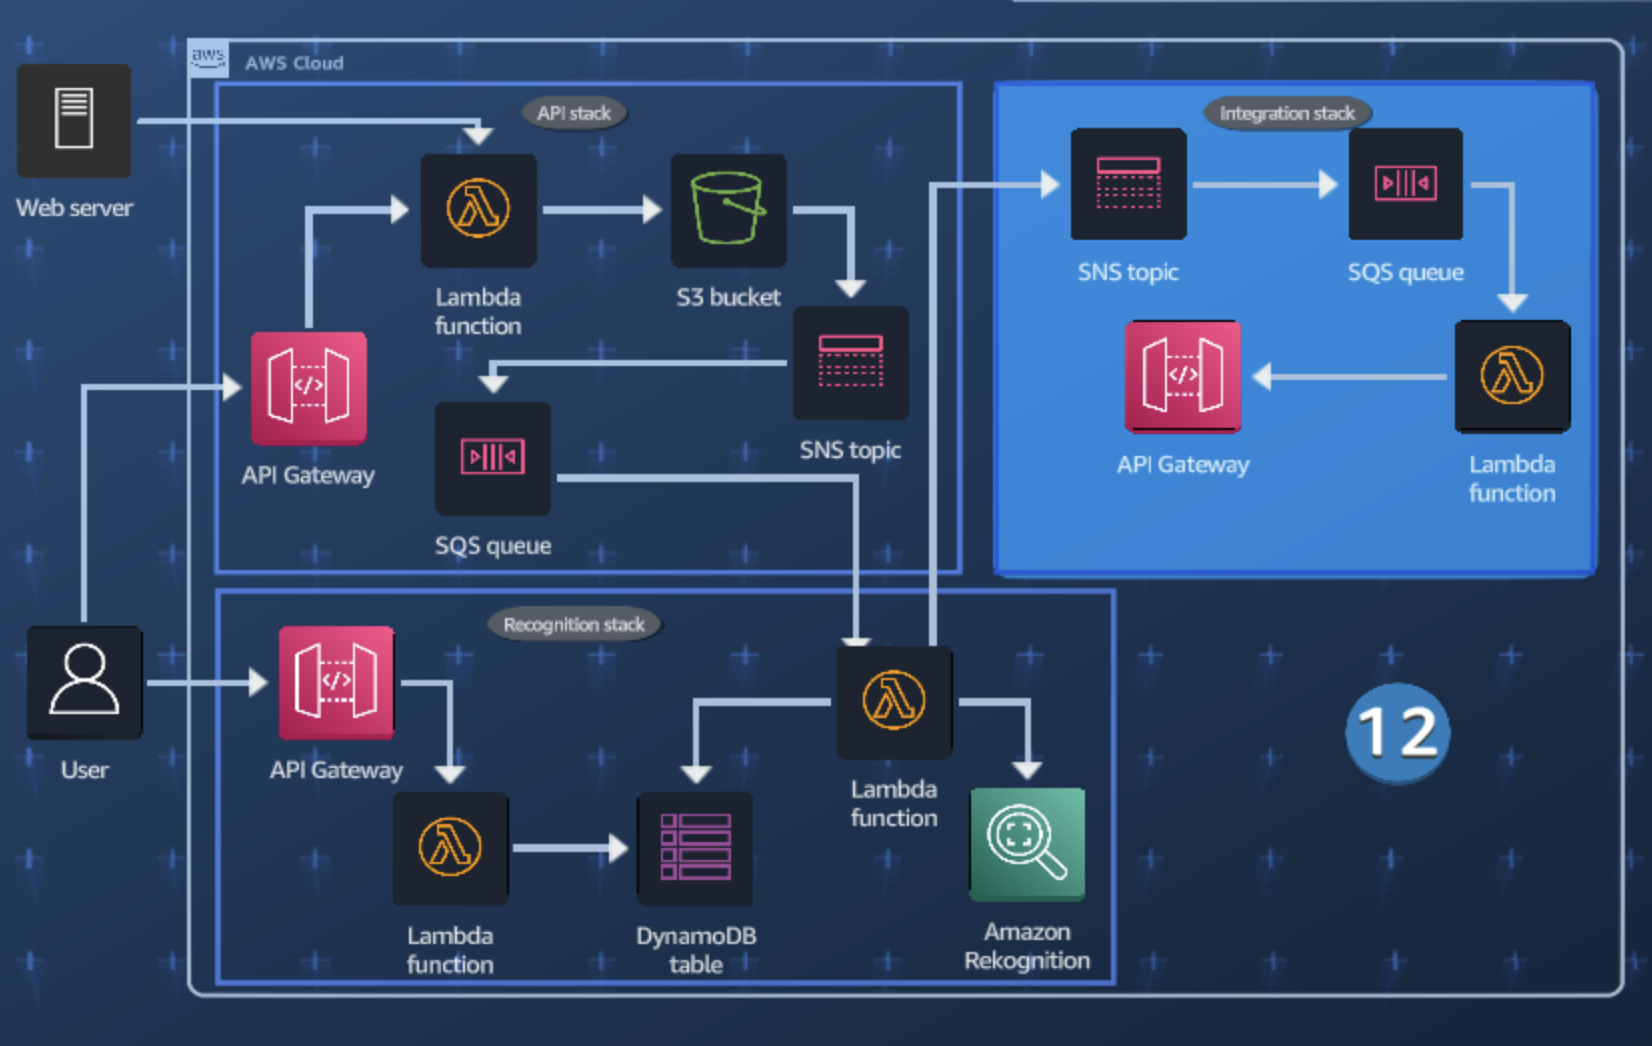 aws
AWS Cloud
API stack
Integration stack
Web server
Lambda
function
S3 bucket
SNS topic
SQS queue
API Gateway
SNS topic
SQS queue
API Gateway
Lambda
function
Recognition stack
User
API Gateway
Lambda
function
12
Lambda
function
DynamoDB
table
Amazon
Rekognition